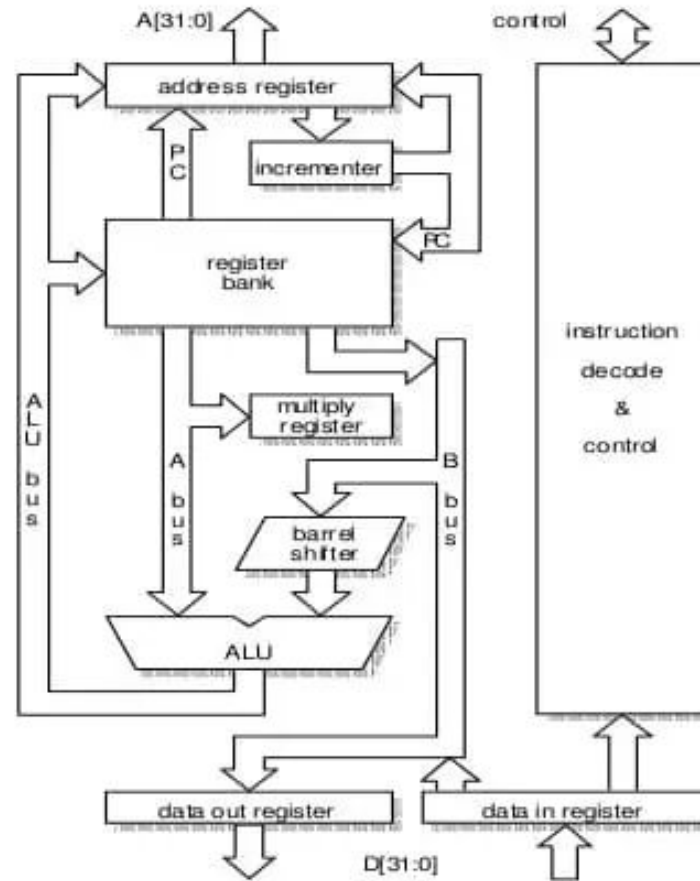 A[31:0]
control
address register
P
C
incrementer
PC
register
bank
instruction
decode
&
control
multiply
register
A
L
U
b
u
s
A
b
u
s
B
b
u
s
barrel
shifter
ALU
data out register
data in register
D[31:0]